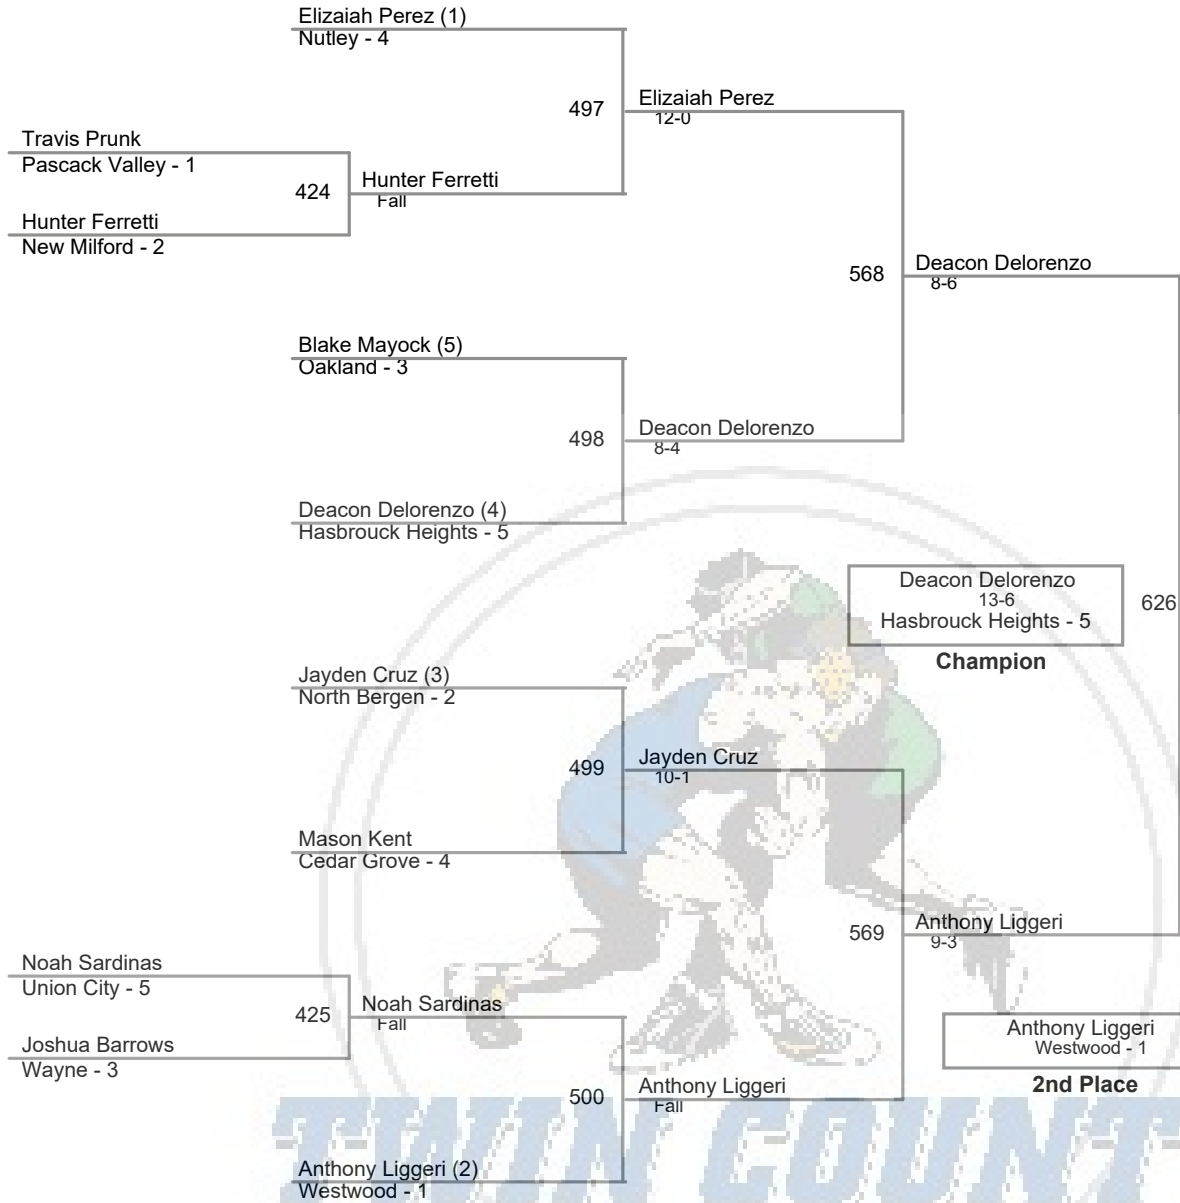 Elizaiah Perez (1)
Nutley - 4
497
Elizaiah Perez
12-0
Travis Prunk
Pascack Valley - 1
424
Hunter Ferretti
Fall
Hunter Ferretti
New Milford - 2
568
Deacon Delorenzo
8-6
Blake Mayock (5)
Oakland - 3
498
Deacon Delorenzo
8-4
Deacon Delorenzo (4)
Hasbrouck Heights - 5
Deacon Delorenzo
13-6
Hasbrouck Heights - 5
626
Champion
Jayden Cruz (3)
North Bergen - 2
499
Jayden Cruz
10-1
Mason Kent
Cedar Grove - 4
569
Anthony Liggeri
9-3
Noah Sardinas
Union City - 5
425
Noah Sardinas
Fall
Joshua Barrows
Wayne - 3
Anthony Liggeri
Westwood - 1
2nd Place
500
Anthony Liggeri
Fall
Anthony Liggeri (2)
Westwood - 1
TWIN COUNT